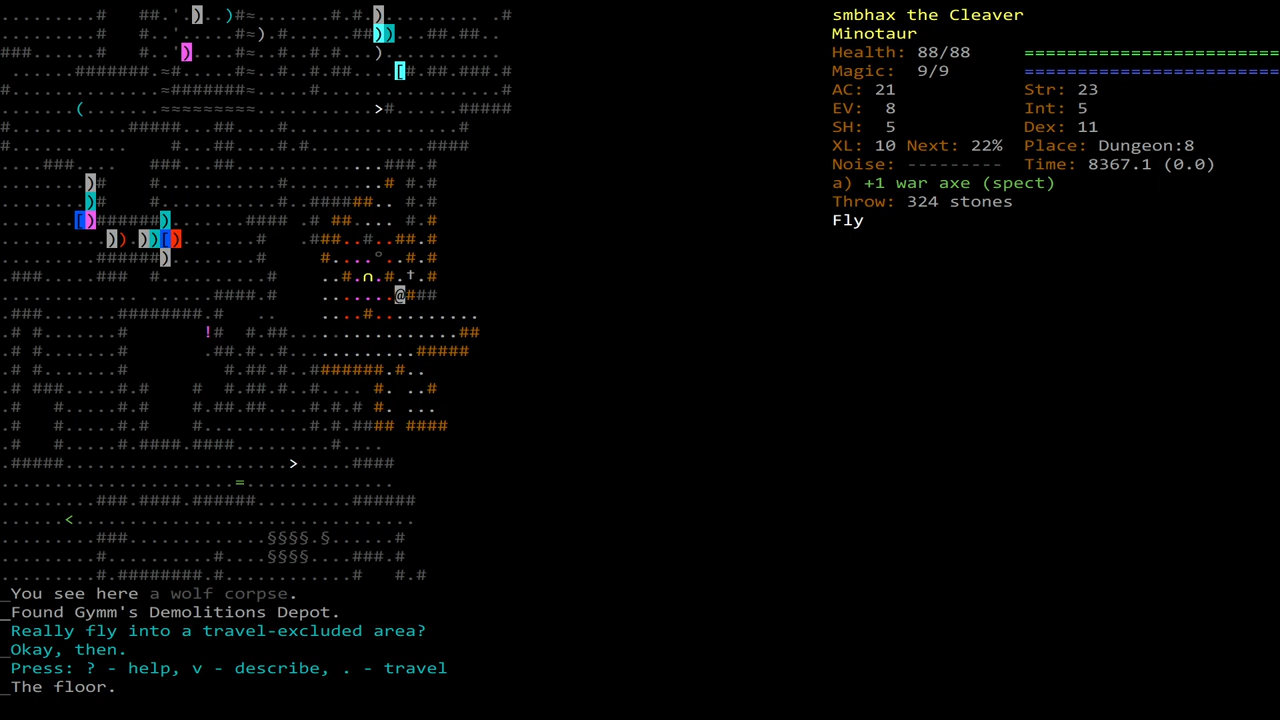 smbhax the Cleaver
Minotaur
Health: 88/88
Magic: 9/9
AC: 21 Str: 23
EV: 8 Int: 5
SH: 5 Dex: 11
XL: 10 Next: 22% Place: Dungeon:8
Noise: --------- Time: 8367.1 (0.0)
a) +1 war axe (spect)
Throw: 324 stones
Fly
_You see here a wolf corpse.
_Found Gymm's Demolitions Depot.
Really fly into a travel-excluded area?
_Okay, then.
Press: ? - help, v - describe, . - travel
_The floor.